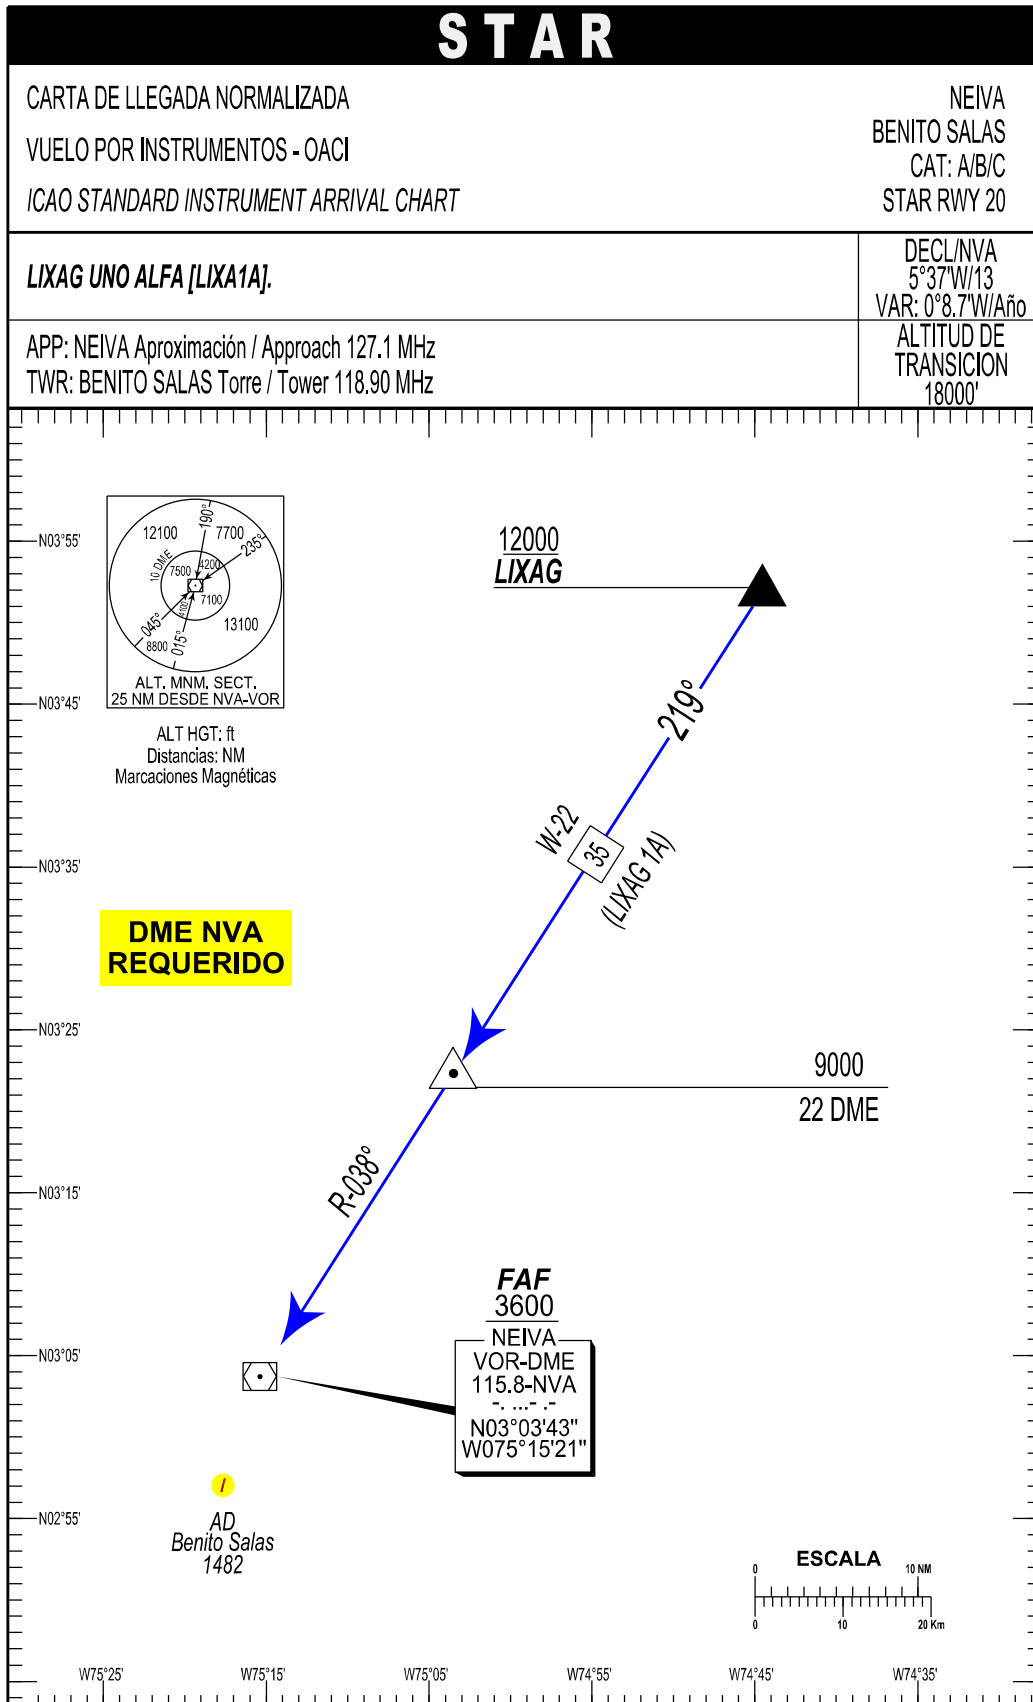 STAR
CARTA DE LLEGADA NORMALIZADA
VUELO POR INSTRUMENTOS - OACI
ICAO STANDARD INSTRUMENT ARRIVAL CHART
NEIVA
BENITO SALAS
CAT: A/B/C
STAR RWY 20
LIXAG UNO ALFA [LIXA1A].
DECL/NVA
5°37'W/13
VAR: 0°8.7'W/Año
APP: NEIVA Aproximación / Approach 127.1 MHz
TWR: BENITO SALAS Torre / Tower 118.90 MHz
ALTITUD DE
TRANSICION
18000'
N03°55'
N03°45'
N03°35'
N03°25'
N03°15'
N03°05'
N02°55'
12100
190°
7700
235°
10 DME
7500
4200
7100
4100
045°
015°
8800
13100
ALT. MNM. SECT.
25 NM DESDE NVA-VOR
ALT HGT: ft
Distancias: NM
Marcaciones Magnéticas
12000
LIXAG
219°
W-22
35
(LIXAG 1A)
DME NVA
REQUERIDO
9000
22 DME
R-038°
FAF
3600
NEIVA
VOR-DME
115.8-NVA
-. ...- .-
N03°03'43"
W075°15'21"
AD
Benito Salas
1482
ESCALA
0
10 NM
0
10
20 Km
W75°25'
W75°15'
W75°05'
W74°55'
W74°45'
W74°35'